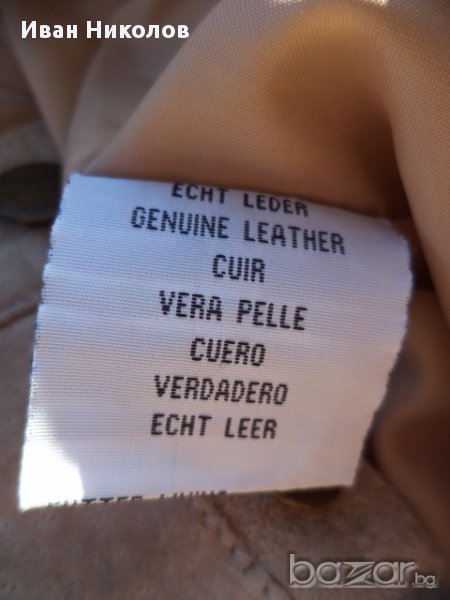 Иван Николов
ECHT LEDER
GENUINE LEATHER
CUIR
VERA PELLE
CUERO
VERDADERO
ECHT LEER
bazar.bg